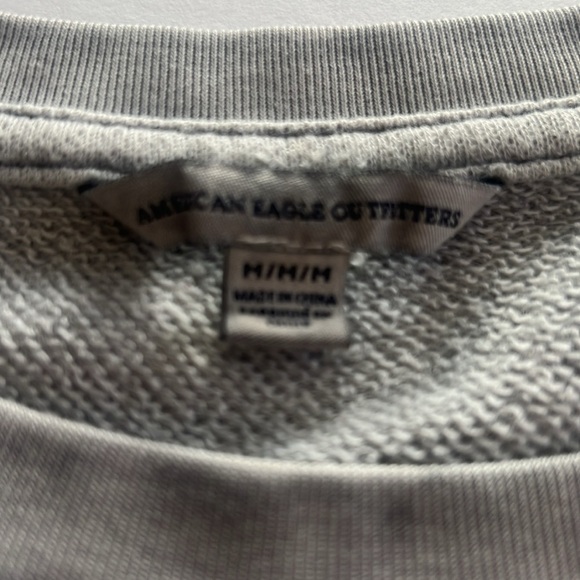 AMERICAN EAGLE OUTFITTERS
M/M/M
MADE IN CHINA